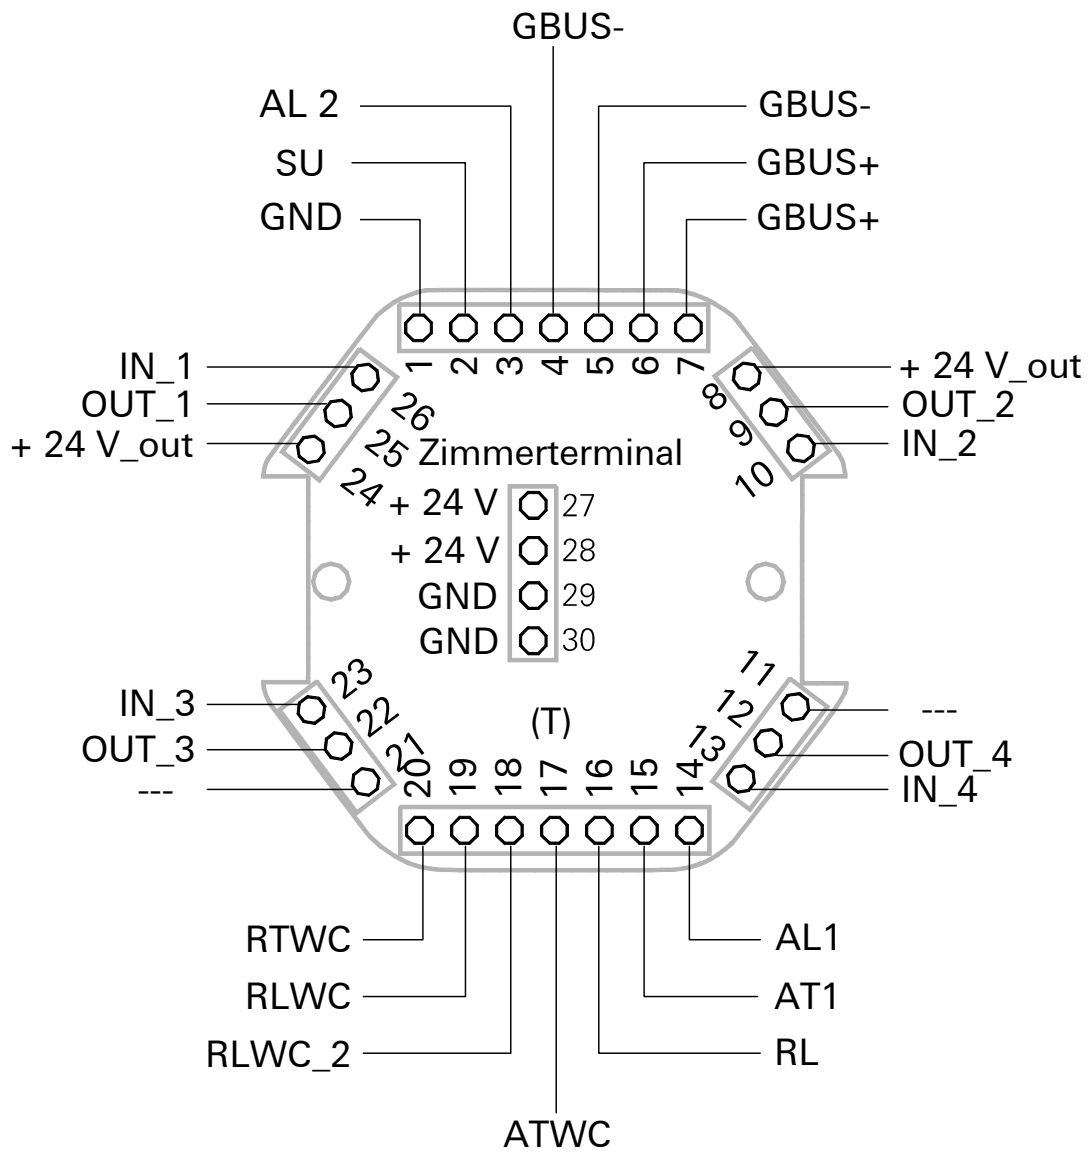 GBUS-
AL 2
GBUS-
SU
GBUS+
GND
GBUS+
1 2 3 4 5 6 7
IN_1
+ 24 V_out
OUT_1
OUT_2
+ 24 V_out
IN_2
26
25
24
8
9
10
Zimmerterminal
+ 24 V 27
+ 24 V 28
GND 29
GND 30
23
22
21
11
12
13
IN_3
---
OUT_3
OUT_4
---
IN_4
(T)
20 19 18 17 16 15 14
RTWC
AL1
RLWC
AT1
RLWC_2
RL
ATWC